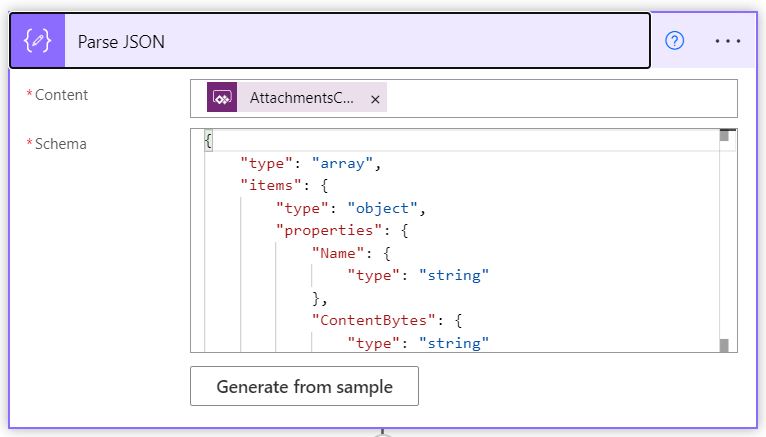 Parse JSON
* Content
AttachmentsC... ×
* Schema
{
    "type": "array",
    "items": {
        "type": "object",
        "properties": {
            "Name": {
                "type": "string"
            },
            "ContentBytes": {
                "type": "string"
Generate from sample